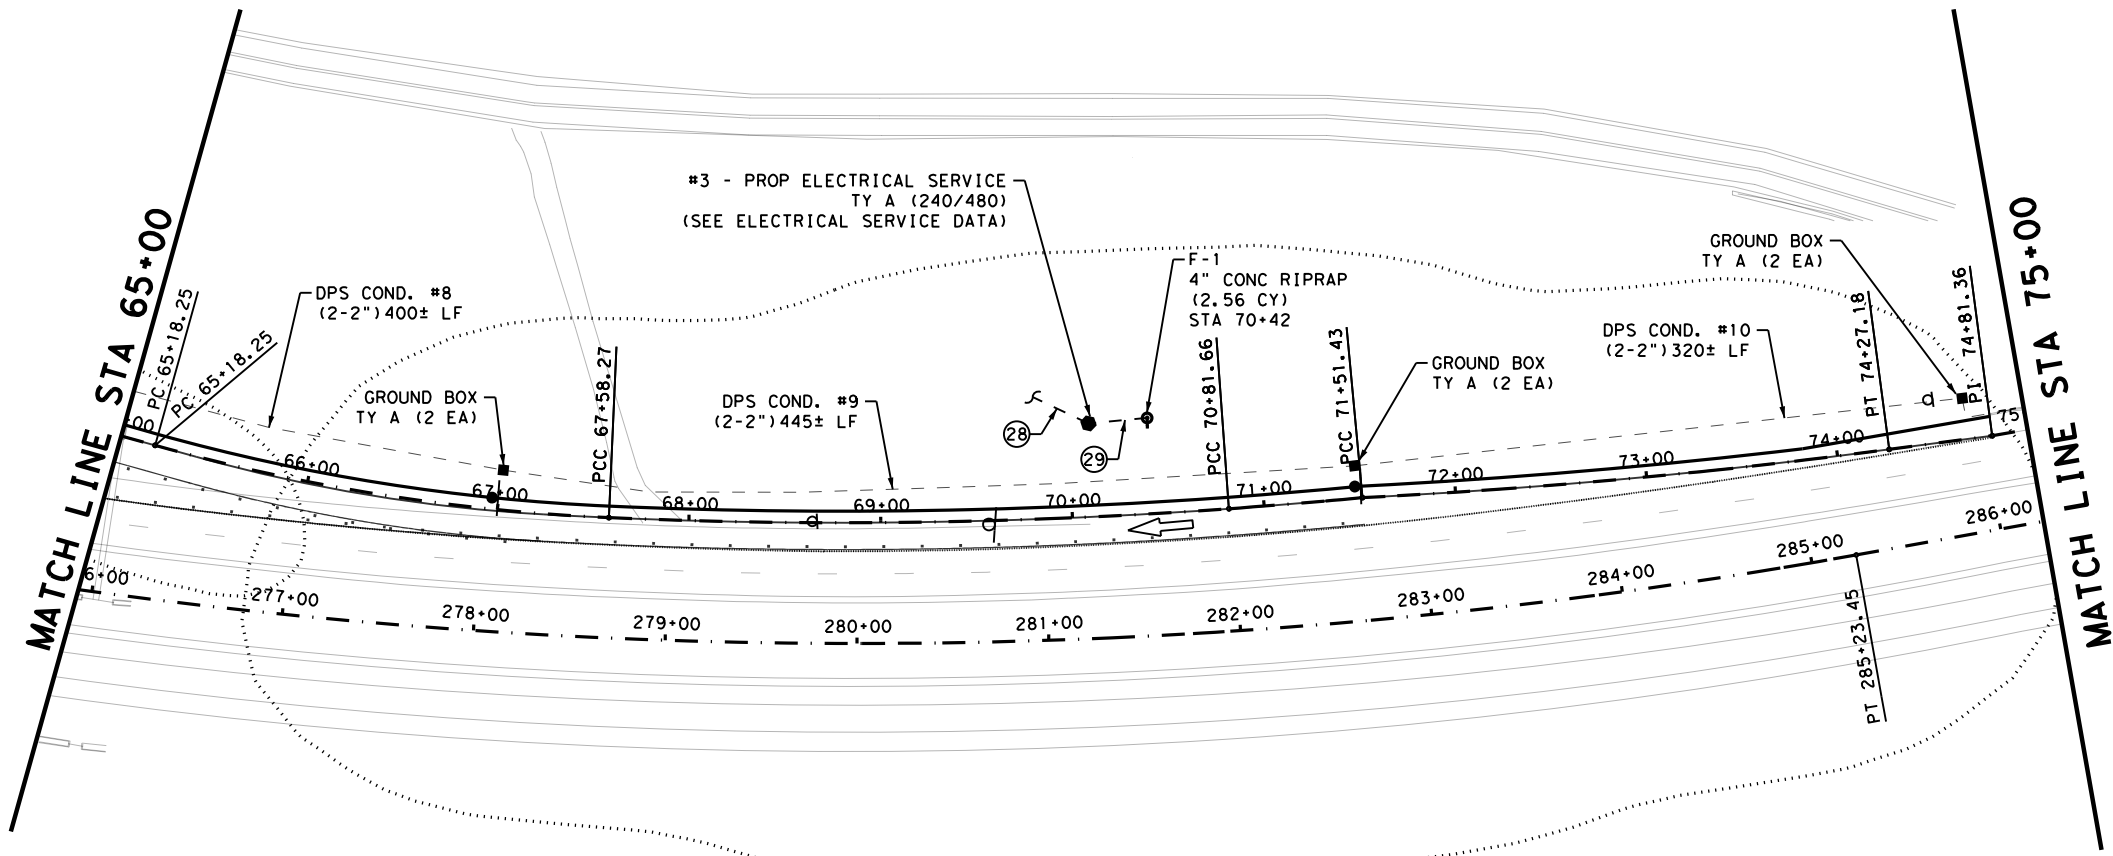 MATCH LINE STA 65+00
PC 65+18.25
PC 65+18.25
DPS COND. #8
(2-2")400± LF
GROUND BOX
TY A (2 EA)
PCC 67+58.27
#3 - PROP ELECTRICAL SERVICE
TY A (240/480)
(SEE ELECTRICAL SERVICE DATA)
DPS COND. #9
(2-2")445± LF
28
29
F-1
4" CONC RIPRAP
(2.56 CY)
STA 70+42
PCC 70+81.66
PCC 71+51.43
GROUND BOX
TY A (2 EA)
DPS COND. #10
(2-2")320± LF
GROUND BOX
TY A (2 EA)
PT 74+27.18
PI 74+81.36
MATCH LINE STA 75+00
00
66+00
67+00
68+00
69+00
70+00
71+00
72+00
73+00
74+00
75
6+00
277+00
278+00
279+00
280+00
281+00
282+00
283+00
284+00
285+00
286+00
PT 285+23.45